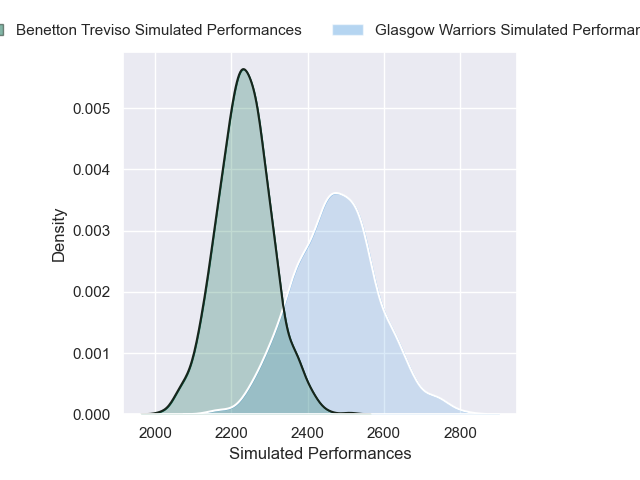 Benetton Treviso Simulated Performances
Glasgow Warriors Simulated
0.005
0.004
0.003
0.002
0.001
0.000
Density
2000 2200 2400 2600 2800
Simulated Performances